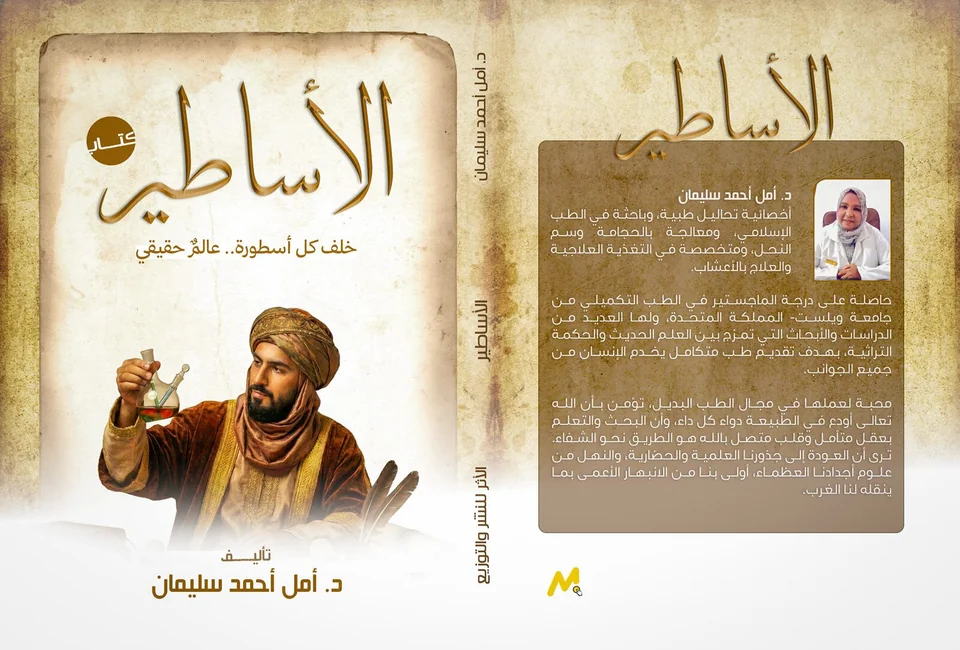 كتاب
الأساطير
خلف كل أسطورة.. عالمٌ حقيقي
تأليف
د. أمل أحمد سليمان
د. أمل أحمد سليمان
الأساطير
للنشر والتوزيع
الأساطير
د. أمل أحمد سليمان
أخصائية تحاليل طبية، وباحثة في الطب
الإسلامي، ومعالجة بالحجامة وسم
النحل، ومتخصصة في التغذية العلاجية
والعلاج بالأعشاب.
حاصلة على درجة الماجستير في الطب التكميلي من
جامعة ويلست- المملكة المتحدة، ولها العديد من
الدراسات والأبحاث التي تمزج بين العلم الحديث والحكمة
التراثية، بهدف تقديم طب متكامل يخدم الإنسان من
جميع الجوانب.
محبة لعملها في مجال الطب البديل، تؤمن بأن الله
تعالى أودع في الطبيعة دواء كل داء، وأن البحث والتعلم
بعقل متأمل وقلب متصل بالله هو الطريق نحو الشفاء.
ترى أن العودة إلى جذورنا العلمية والحضارية، والنهل من
علوم أجدادنا العظماء، أولى بنا من الانبهار الأعمى بما
ينقله لنا الغرب.
M